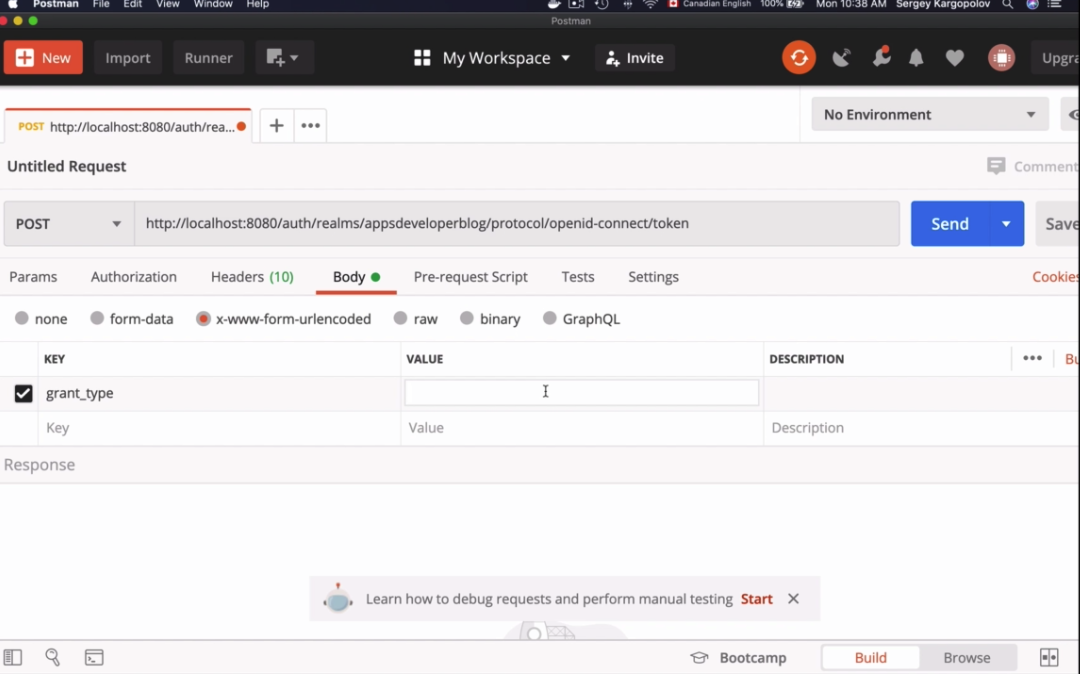 Postman File Edit View Window Help Canadian English 100% Mon 10:38 AM Sergey Kargopolov
Postman
New Import Runner My Workspace Invite Upgra
POST http://localhost:8080/auth/rea... No Environment
Untitled Request Comment
POST http://localhost:8080/auth/realms/appsdeveloperblog/protocol/openid-connect/token Send Save
Params Authorization Headers (10) Body Pre-request Script Tests Settings Cookies
none form-data x-www-form-urlencoded raw binary GraphQL
KEY VALUE DESCRIPTION Bu
grant_type
Key Value Description
Response
Learn how to debug requests and perform manual testing Start
Bootcamp Build Browse